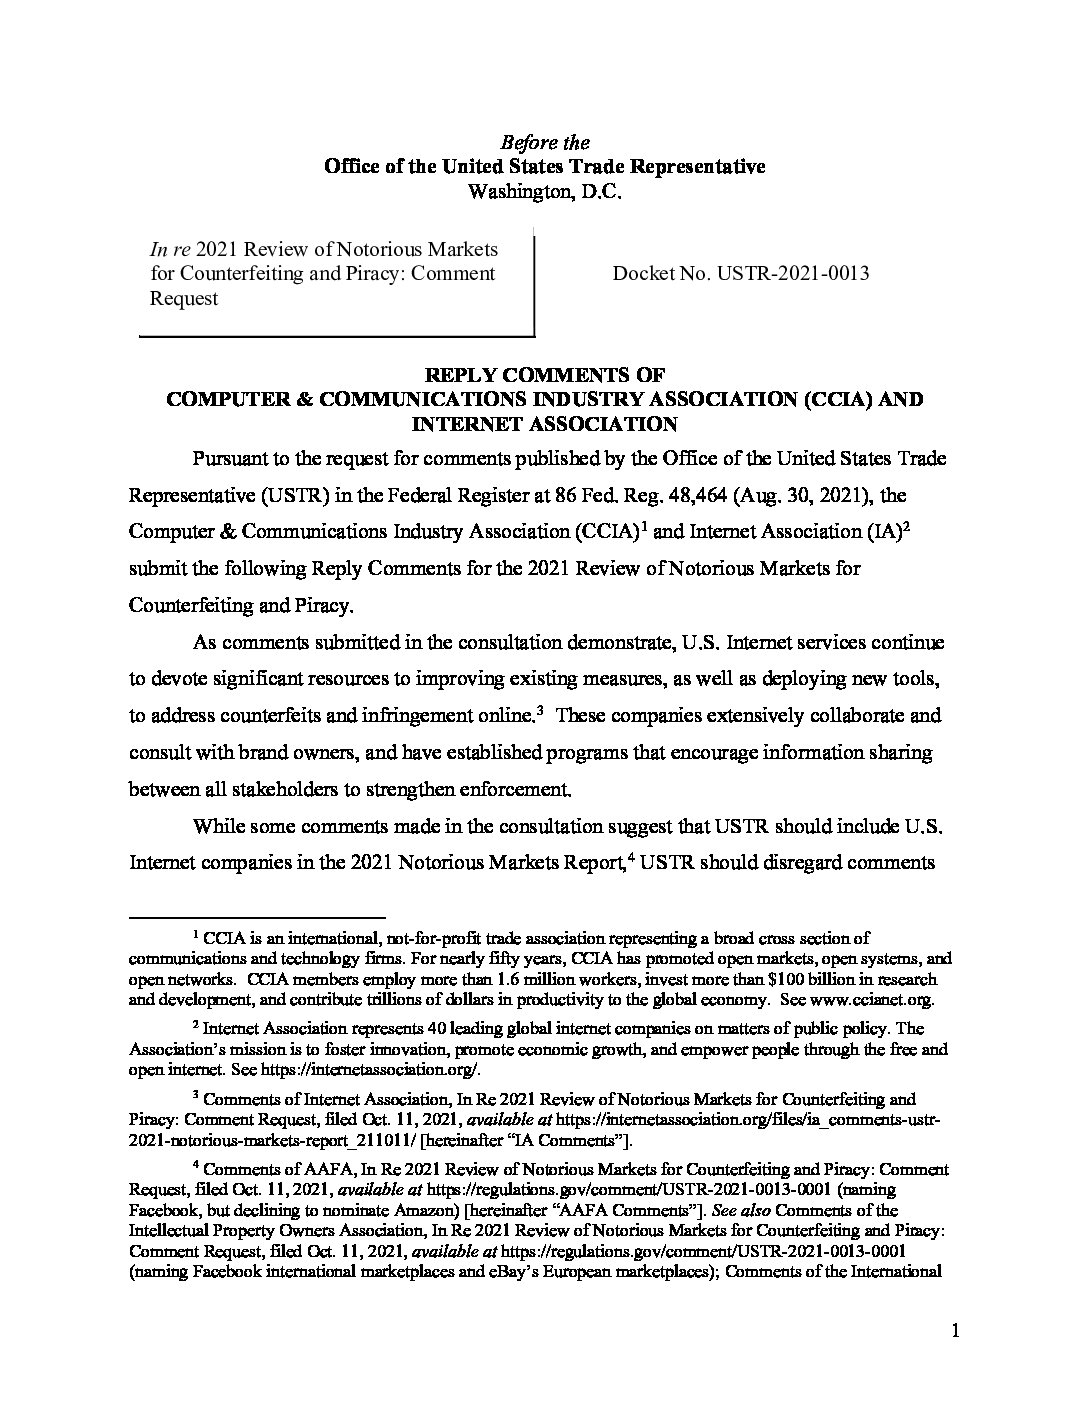 Before the
Office of the United States Trade Representative
Washington, D.C.
In re 2021 Review of Notorious Markets
for Counterfeiting and Piracy: Comment
Request
Docket No. USTR-2021-0013
REPLY COMMENTS OF
COMPUTER & COMMUNICATIONS INDUSTRY ASSOCIATION (CCIA) AND
INTERNET ASSOCIATION
Pursuant to the request for comments published by the Office of the United States Trade
Representative (USTR) in the Federal Register at 86 Fed. Reg. 48,464 (Aug. 30, 2021), the
Computer & Communications Industry Association (CCIA)1 and Internet Association (IA)2
submit the following Reply Comments for the 2021 Review of Notorious Markets for
Counterfeiting and Piracy.
As comments submitted in the consultation demonstrate, U.S. Internet services continue
to devote significant resources to improving existing measures, as well as deploying new tools,
to address counterfeits and infringement online.3 These companies extensively collaborate and
consult with brand owners, and have established programs that encourage information sharing
between all stakeholders to strengthen enforcement.
While some comments made in the consultation suggest that USTR should include U.S.
Internet companies in the 2021 Notorious Markets Report,4 USTR should disregard comments
1 CCIA is an international, not-for-profit trade association representing a broad cross section of
communications and technology firms. For nearly fifty years, CCIA has promoted open markets, open systems, and
open networks. CCIA members employ more than 1.6 million workers, invest more than $100 billion in research
and development, and contribute trillions of dollars in productivity to the global economy. See www.ccianet.org.
2 Internet Association represents 40 leading global internet companies on matters of public policy. The
Association's mission is to foster innovation, promote economic growth, and empower people through the free and
open internet. See https://internetassociation.org/.
3 Comments of Internet Association, In Re 2021 Review of Notorious Markets for Counterfeiting and
Piracy: Comment Request, filed Oct. 11, 2021, available at https://internetassociation.org/files/ia_comments-ustr-
2021-notorious-markets-report_211011/ [hereinafter “IA Comments”].
4 Comments of AAFA, In Re 2021 Review of Notorious Markets for Counterfeiting and Piracy: Comment
Request, filed Oct. 11, 2021, available at https://regulations.gov/comment/USTR-2021-0013-0001 (naming
Facebook, but declining to nominate Amazon) [hereinafter “AAFA Comments”]. See also Comments of the
Intellectual Property Owners Association, In Re 2021 Review of Notorious Markets for Counterfeiting and Piracy:
Comment Request, filed Oct. 11, 2021, available at https://regulations.gov/comment/USTR-2021-0013-0001
(naming Facebook international marketplaces and eBay's European marketplaces); Comments of the International
1